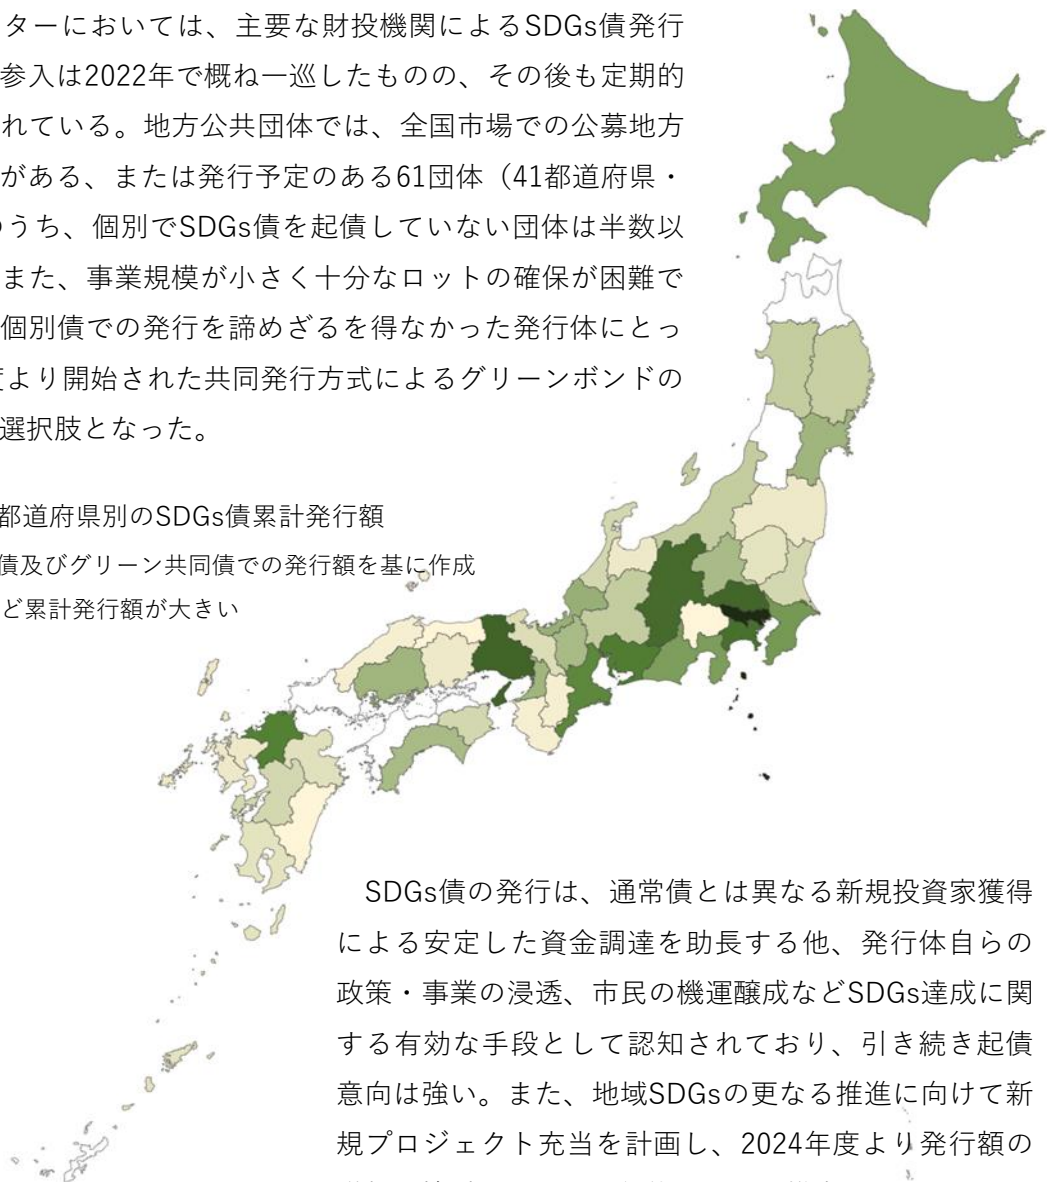 ターにおいては、主要な財投機関によるSDGs債発行
参入は2022年で概ね一巡したものの、その後も定期的
れている。地方公共団体では、全国市場での公募地方
がある、または発行予定のある61団体（41都道府県・
うち、個別でSDGs債を起債していない団体は半数以
また、事業規模が小さく十分なロットの確保が困難で
個別債での発行を諦めざるを得なかった発行体にとっ
より開始された共同発行方式によるグリーンボンドの
選択肢となった。
都道府県別のSDGs債累計発行額
債及びグリーン共同債での発行額を基に作成
ど累計発行額が大きい
SDGs債の発行は、通常債とは異なる新規投資家獲得
による安定した資金調達を助長する他、発行体自らの
政策・事業の浸透、市民の機運醸成などSDGs達成に関
する有効な手段として認知されており、引き続き起債
意向は強い。また、地域SDGsの更なる推進に向けて新
規プロジェクト充当を計画し、2024年度より発行額の